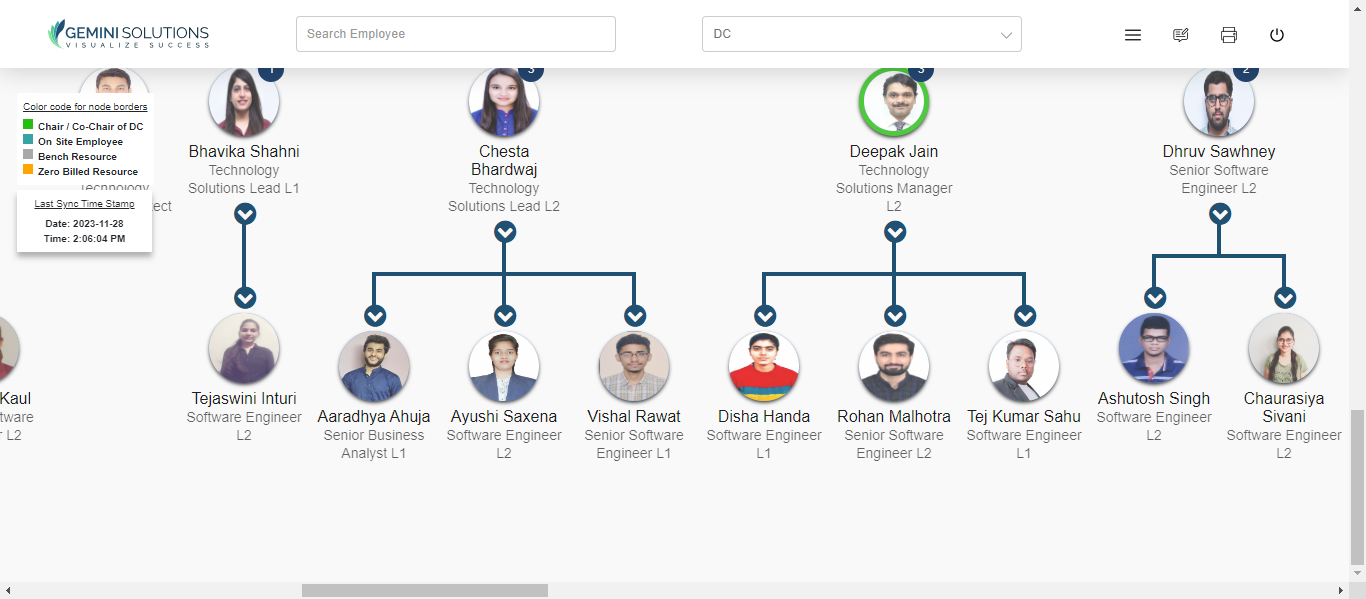 GEMINI SOLUTIONS
VISUALIZE SUCCESS
Search Employee
DC
Color code for node borders
Chair / Co-Chair of DC
On Site Employee
Bench Resource
Zero Billed Resource
Last Sync Time Stamp
Date: 2023-11-28
Time: 2:06:04 PM
Technology
ect
1
Bhavika Shahni
Technology
Solutions Lead L1
3
Chesta
Bhardwaj
Technology
Solutions Lead L2
3
Deepak Jain
Technology
Solutions Manager
L2
2
Dhruv Sawhney
Senior Software
Engineer L2
Kaul
tware
L2
Tejaswini Inturi
Software Engineer
L2
Aaradhya Ahuja
Senior Business
Analyst L1
Ayushi Saxena
Software Engineer
L2
Vishal Rawat
Senior Software
Engineer L1
Disha Handa
Software Engineer
L1
Rohan Malhotra
Senior Software
Engineer L2
Tej Kumar Sahu
Software Engineer
L1
Ashutosh Singh
Software Engineer
L2
Chaurasiya
Sivani
Software Engineer
L2